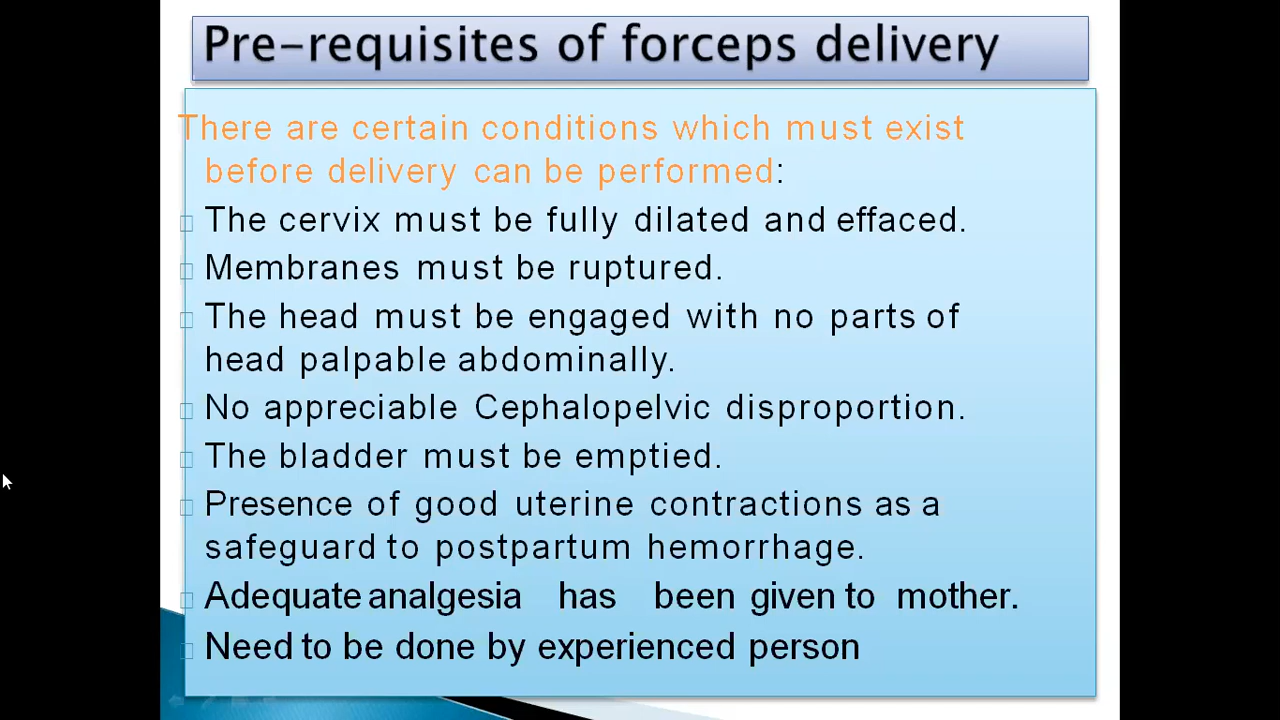 Pre-requisites of forceps delivery
There are certain conditions which must exist
before delivery can be performed:
The cervix must be fully dilated and effaced.
Membranes must be ruptured.
The head must be engaged with no parts of
head palpable abdominally.
No appreciable Cephalopelvic disproportion.
The bladder must be emptied.
Presence of good uterine contractions as a
safeguard to postpartum hemorrhage.
Adequate analgesia has been given to mother.
Need to be done by experienced person